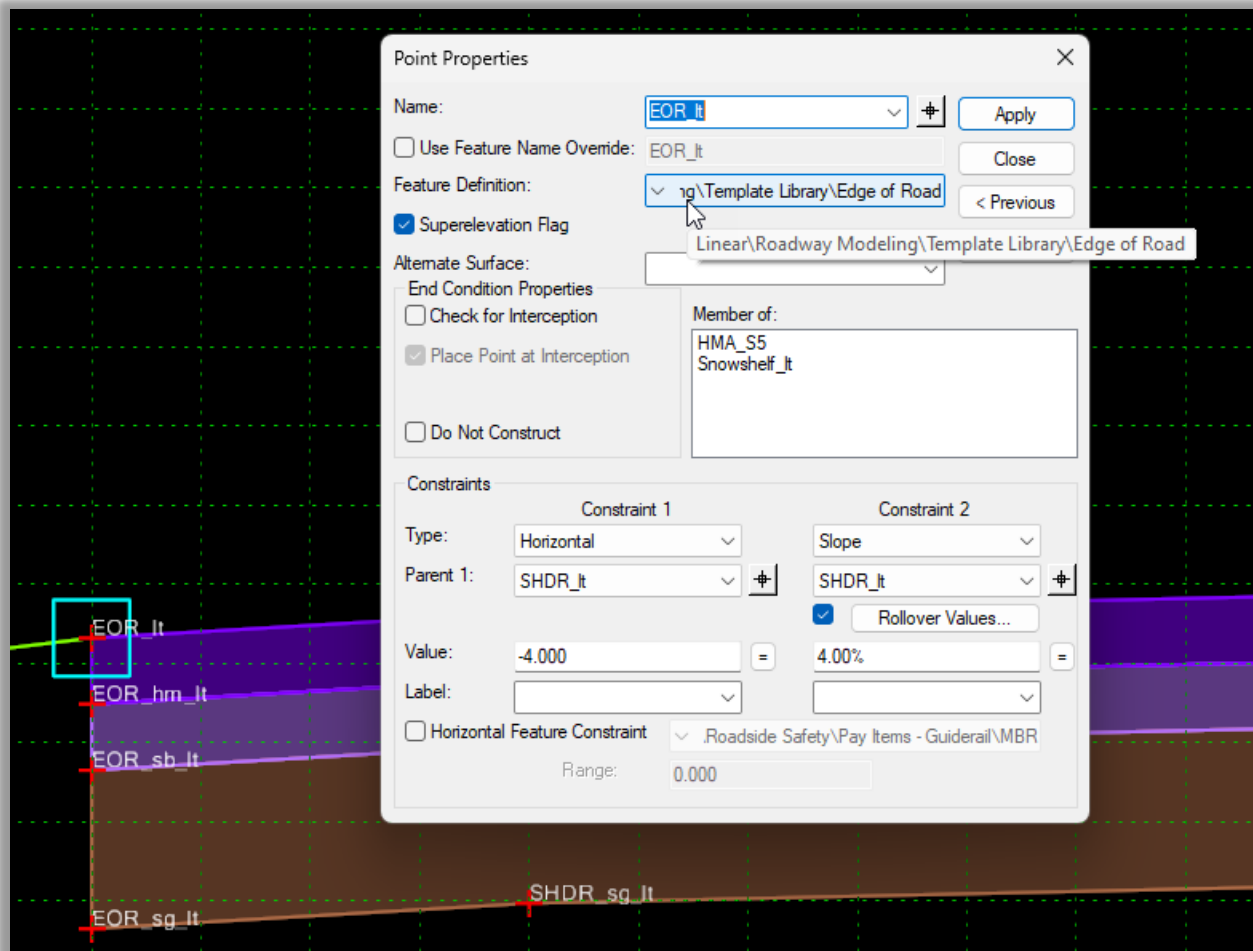 Point Properties
Name:
EOR_lt
Apply
Use Feature Name Override:
EOR_lt
Close
Feature Definition:
ng\Template Library\Edge of Road
< Previous
Superelevation Flag
Linear\Roadway Modeling\Template Library\Edge of Road
Alternate Surface:
End Condition Properties
Check for Interception
Member of:
Place Point at Interception
HMA_S5
Snowshelf_lt
Do Not Construct
Constraints
Constraint 1
Constraint 2
Type:
Horizontal
Slope
Parent 1:
SHDR_lt
SHDR_lt
Rollover Values...
Value:
-4.000
=
4.00%
=
Label:
Horizontal Feature Constraint
.Roadside Safety\Pay Items - Guiderail\MBR
Range:
0.000
EOR_lt
EOR_hm_lt
EOR_sb_lt
SHDR_sg_lt
EOR_sg_lt